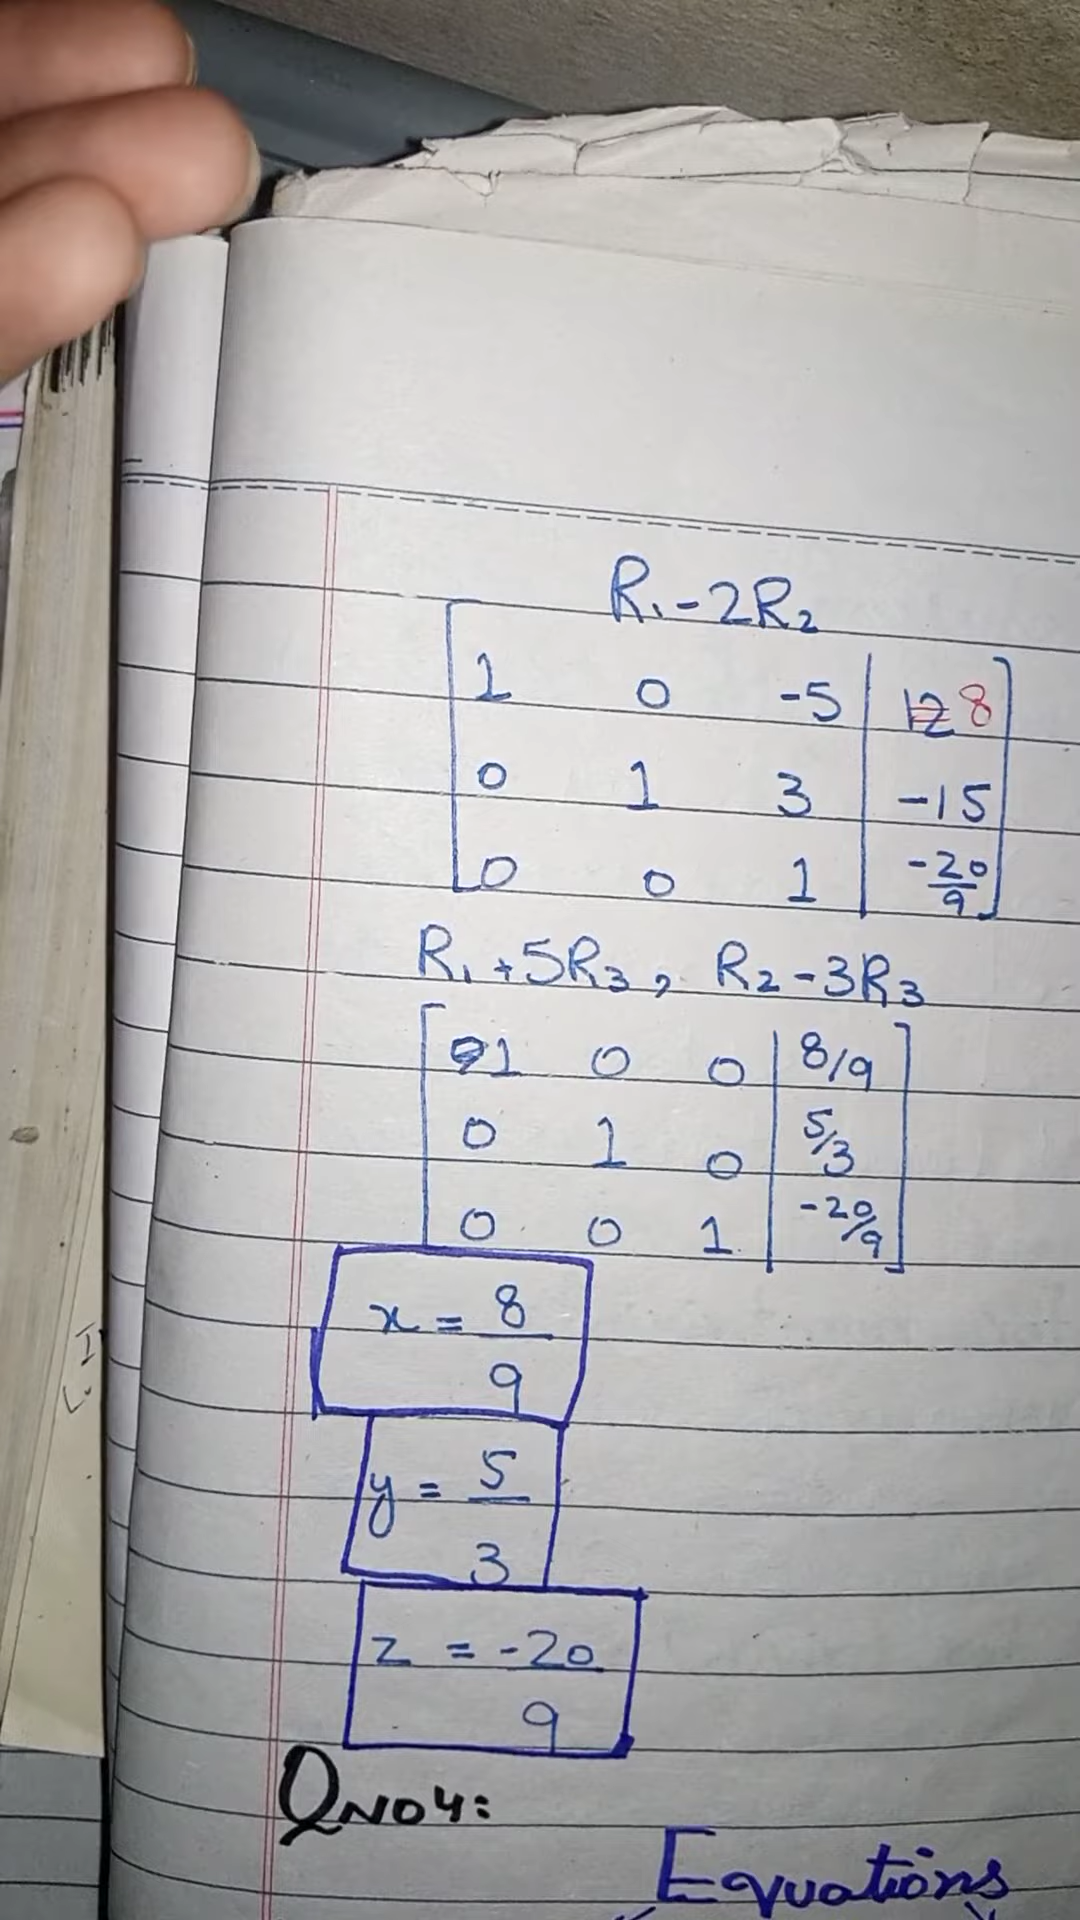 R₁-2R₂
1 0 -5 | 12 8
0 1 3 | -15
0 0 1 | -20/9
R₁+5R₃, R₂-3R₃
1 0 0 | 8/9
0 1 0 | 5/3
0 0 1 | -20/9
x = 8/9
y = 5/3
z = -20/9
QNO4:
Equations